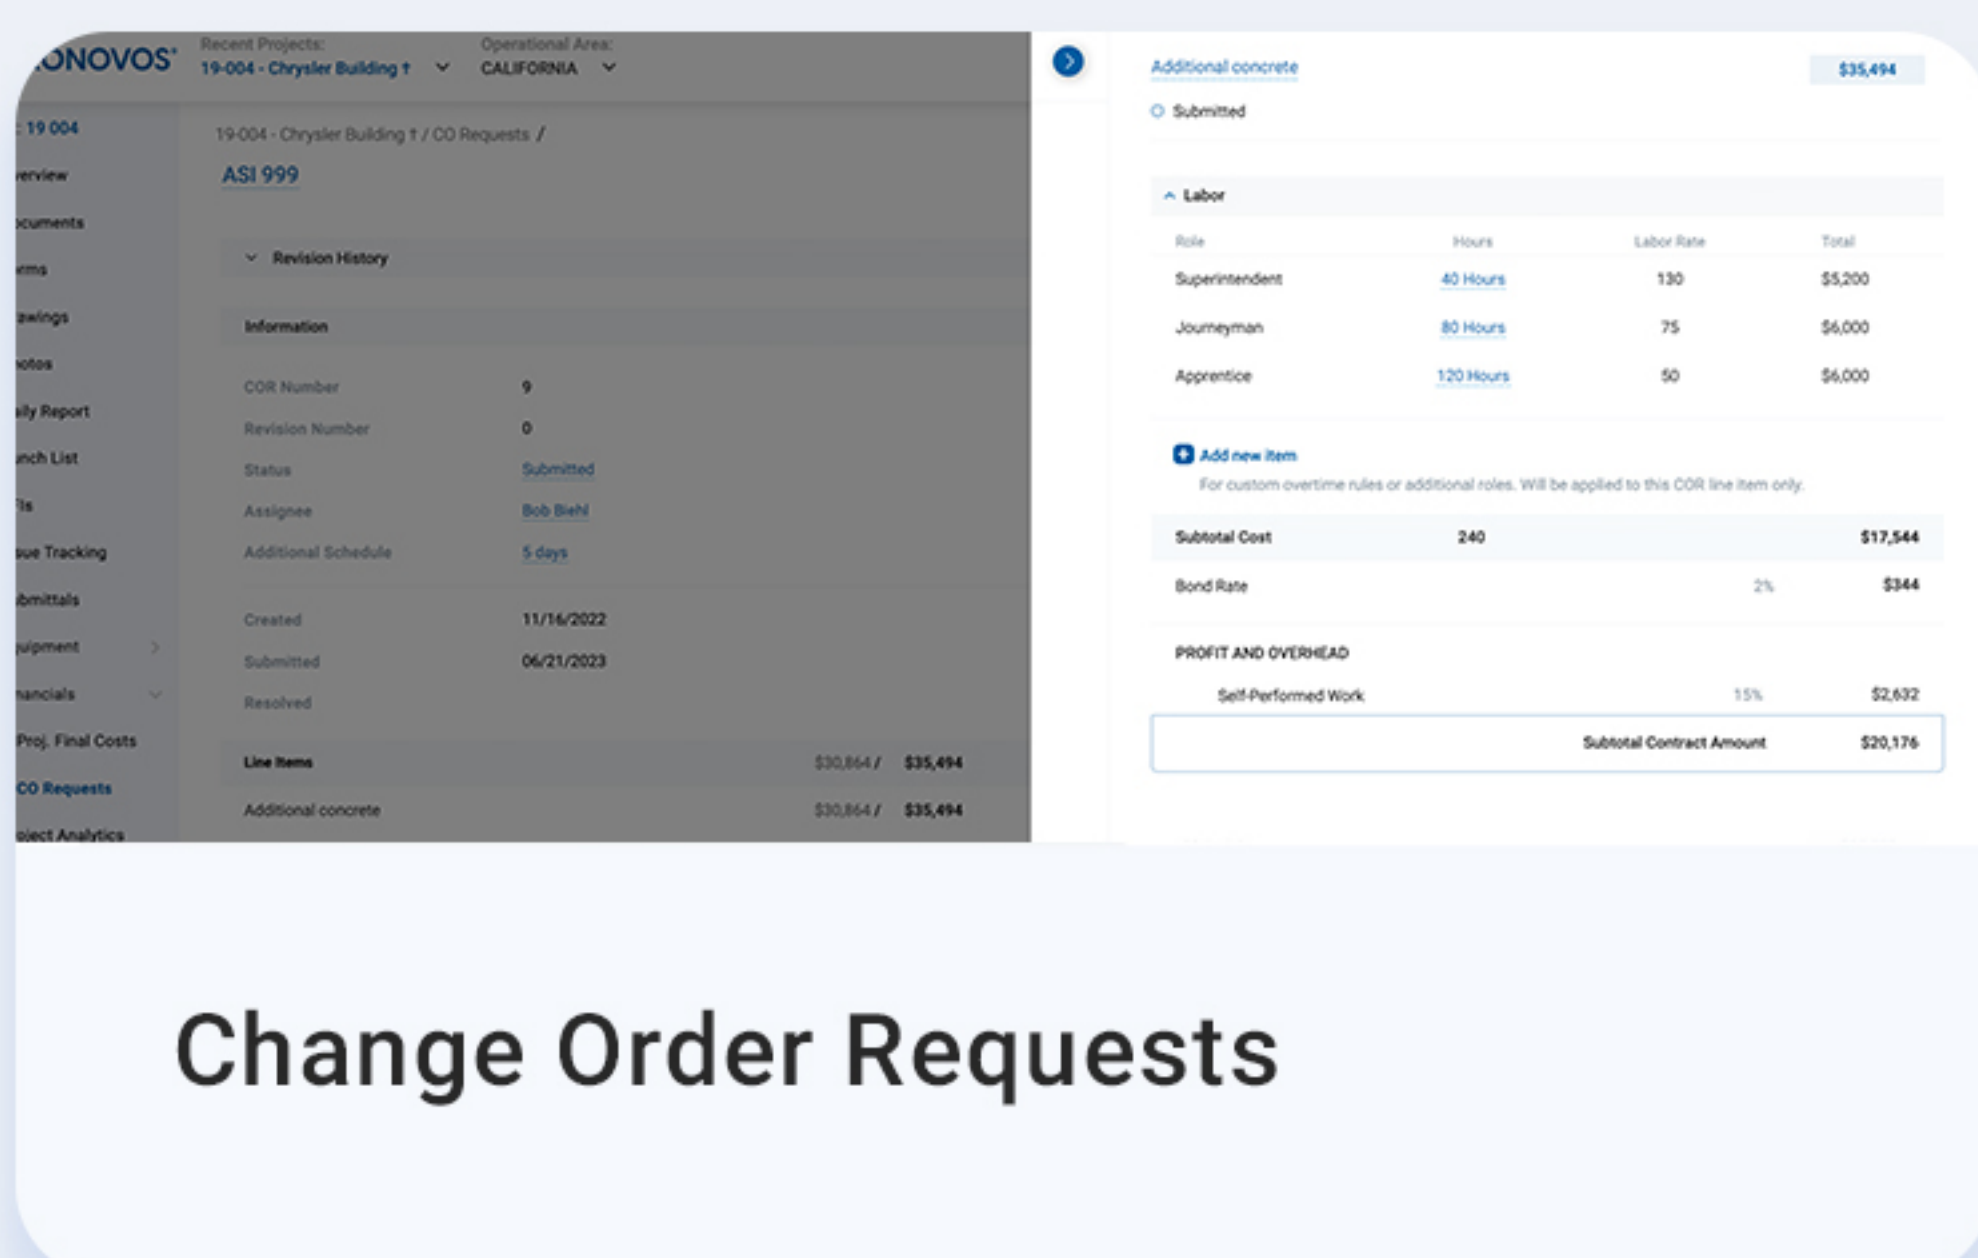 ONOVOS
Recent Projects:
19-004 - Chrysler Building †
Operational Area:
CALIFORNIA
: 19 004
erview
ocuments
rms
awings
otos
aily Report
unch List
FIs
sue Tracking
bmittals
quipment
nancials
Proj. Final Costs
CO Requests
oject Analytics
19-004 - Chrysler Building † / CO Requests /
ASI 999
Revision History
Information
COR Number 9
Revision Number 0
Status Submitted
Assignee Bob Biehl
Additional Schedule 5 days
Created 11/16/2022
Submitted 06/21/2023
Resolved
Line Items $30,864 / $35,494
Additional concrete $30,864 / $35,494
Additional concrete $35,494
Submitted
Labor
Role Hours Labor Rate Total
Superintendent 40 Hours 130 $5,200
Journeyman 80 Hours 75 $6,000
Apprentice 120 Hours 50 $6,000
Add new item
For custom overtime rules or additional roles. Will be applied to this COR line item only.
Subtotal Cost 240 $17,544
Bond Rate 2% $344
PROFIT AND OVERHEAD
Self-Performed Work 15% $2,632
Subtotal Contract Amount $20,176
Change Order Requests